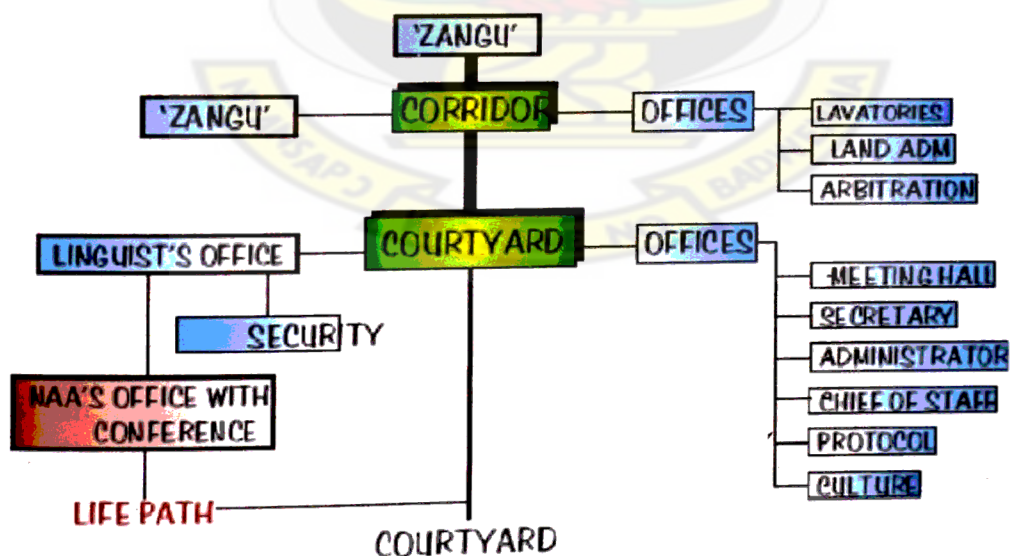 'ZANGU'
'ZANGU'
CORRIDOR
OFFICES
LAVATORIES
LAND ADM
ARBITRATION
LINGUIST'S OFFICE
COURTYARD
OFFICES
MEETING HALL
SECURITY
SECRETARY
ADMINISTRATOR
NAA'S OFFICE WITH
CONFERENCE
CHIEF OF STAFF
PROTOCOL
CULTURE
LIFE PATH
COURTYARD